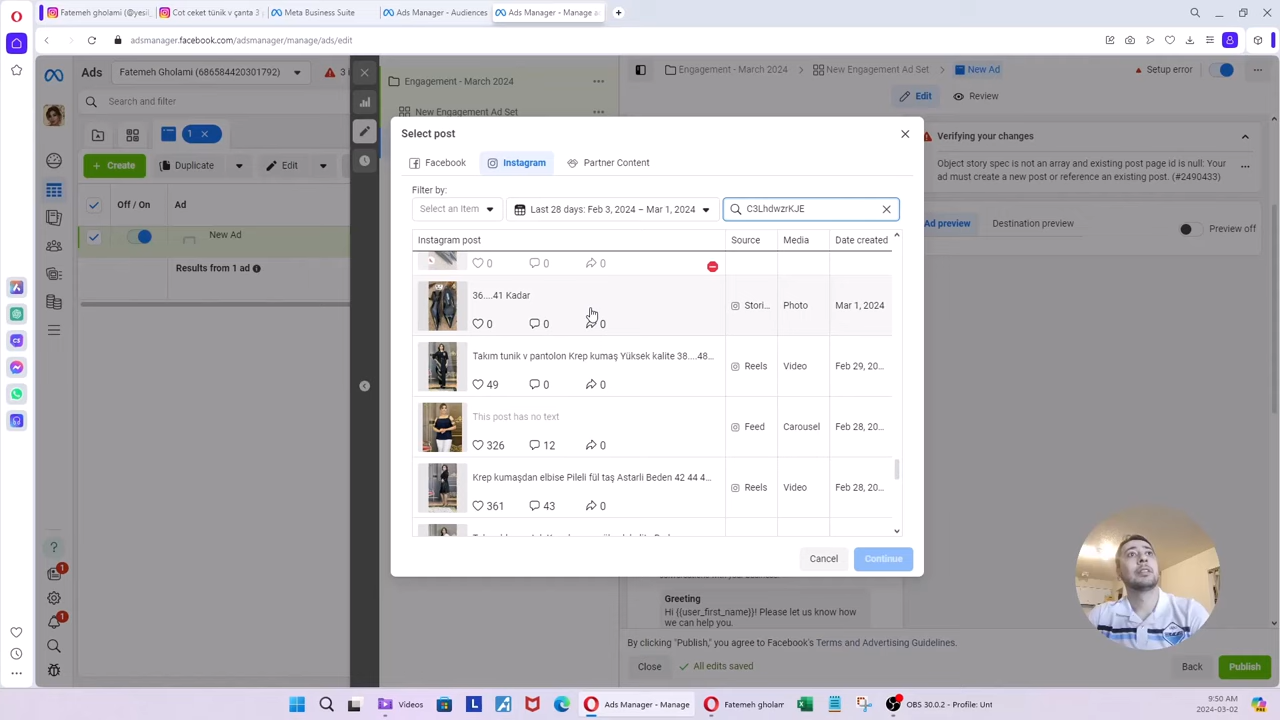 Fatemeh gholami (@yesi
Cot ceket tünik v çanta 3
Meta Business Suite
Ads Manager - Audiences
Ads Manager - Manage a
adsmanager.facebook.com/adsmanager/manage/ads/edit
Ads
Fatemeh Gholami (686584420301792)
Engagement - March 2024
Engagement - March 2024
New Engagement Ad Set
New Ad
Setup error
Search and filter
New Engagement Ad Set
Edit
Review
Select post
1
Verifying your changes
Object story spec is not an array and existing post page id is null: Your
ad must create a new post or reference an existing post. (#2490433)
Facebook
Instagram
Partner Content
Create
Duplicate
Edit
Filter by:
Select an Item
Last 28 days: Feb 3, 2024 – Mar 1, 2024
C3LhdwzrKJE
Off / On
Ad
Ad preview
Destination preview
Preview off
New Ad
Instagram post
Source
Media
Date created
Results from 1 ad
0
0
0
36....41 Kadar
Stori...
Photo
Mar 1, 2024
0
0
0
Takım tunik v pantolon Krep kumaş Yüksek kalite 38....48...
Reels
Video
Feb 29, 20...
49
0
0
This post has no text
Feed
Carousel
Feb 28, 20...
326
12
0
Krep kumaşdan elbise Pileli fül taş Astarli Beden 42 44 4...
Reels
Video
Feb 28, 20...
361
43
0
Cancel
Continue
Greeting
Hi {{user_first_name}}! Please let us know how
we can help you.
1
1
By clicking "Publish," you agree to Facebook's Terms and Advertising Guidelines.
Close
All edits saved
Back
Publish
Videos
Ads Manager - Manage
Fatemeh gholam
OBS 30.0.2 - Profile: Unt
9:50 AM
2024-03-02